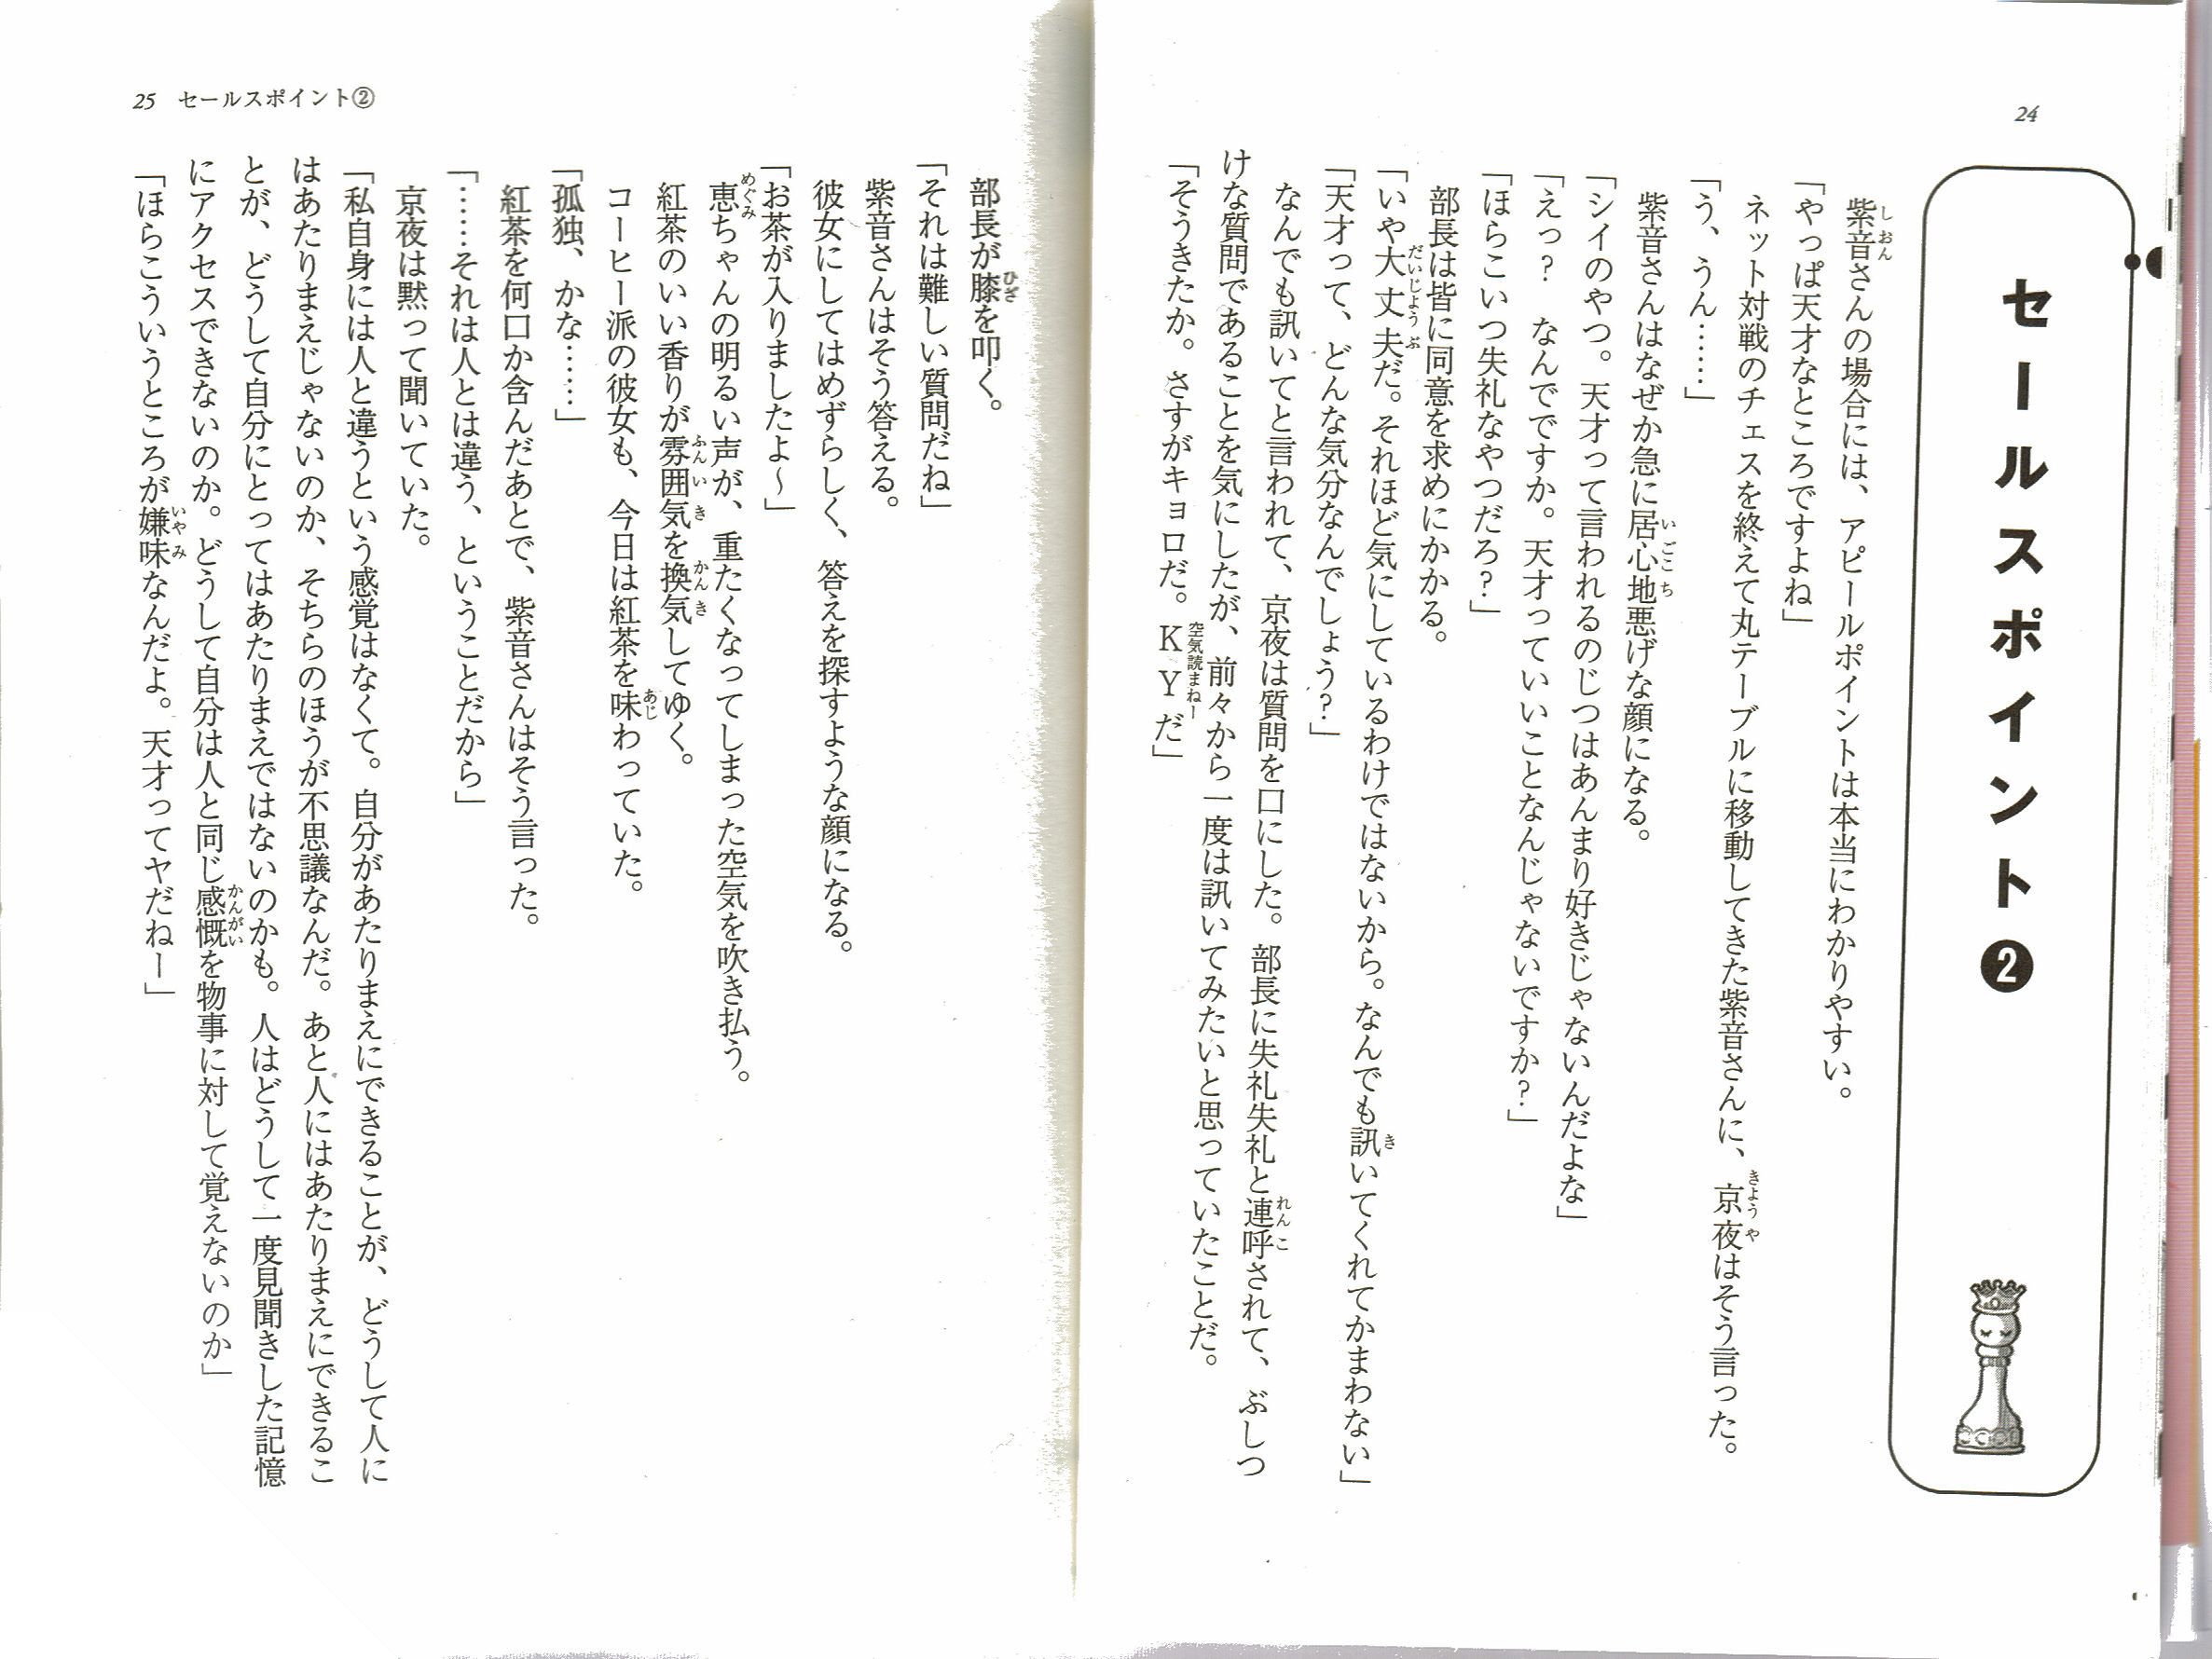 24
セールスポイント❷
紫音さんの場合には、アピールポイントは本当にわかりやすい。
「やっぱ天才なところですよね」
ネット対戦のチェスを終えて丸テーブルに移動してきた紫音さんに、京夜はそう言った。
「う、うん……」
紫音さんはなぜか急に居心地悪げな顔になる。
「シイのやつ。天才って言われるのじつはあんまり好きじゃないんだよな」
「えっ？　なんでですか。天才っていいことなんじゃないですか？」
「ほらこいつ失礼なやつだろ？」
部長は皆に同意を求めにかかる。
「いや大丈夫だ。それほど気にしているわけではないから。なんでも訊いてくれてかまわない」
「天才って、どんな気分なんでしょう？」
なんでも訊いてと言われて、京夜は質問を口にした。部長に失礼失礼と連呼されて、ぶしつ
けな質問であることを気にしたが、前々から一度は訊いてみたいと思っていたことだ。
「そうきたか。さすがキョロだ。ＫＹだ」
25　セールスポイント②
部長が膝を叩く。
「それは難しい質問だね」
紫音さんはそう答える。
彼女にしてはめずらしく、答えを探すような顔になる。
「お茶が入りましたよ～」
恵ちゃんの明るい声が、重たくなってしまった空気を吹き払う。
紅茶のいい香りが雰囲気を換気してゆく。
コーヒー派の彼女も、今日は紅茶を味わっていた。
「孤独、かな……」
紅茶を何口か含んだあとで、紫音さんはそう言った。
「……それは人とは違う、ということだから」
京夜は黙って聞いていた。
「私自身には人と違うという感覚はなくて。自分があたりまえにできることが、どうして人に
はあたりまえじゃないのか、そちらのほうが不思議なんだ。あと人にはあたりまえにできるこ
とが、どうして自分にとってはあたりまえではないのかも。人はどうして一度見聞きした記憶
にアクセスできないのか。どうして自分は人と同じ感慨を物事に対して覚えないのか」
「ほらこういうところが嫌味なんだよ。天才ってヤだねー」